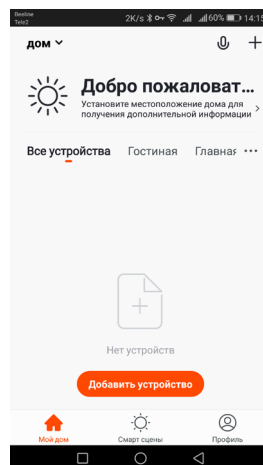 Beeline
Tele2
2K/s 60% 14:15
дом
Добро пожаловат...
Установите местоположение дома для
получения дополнительной информации
Все устройства Гостиная Главная ...
Нет устройств
Добавить устройство
Мой дом Смарт сцены Профиль